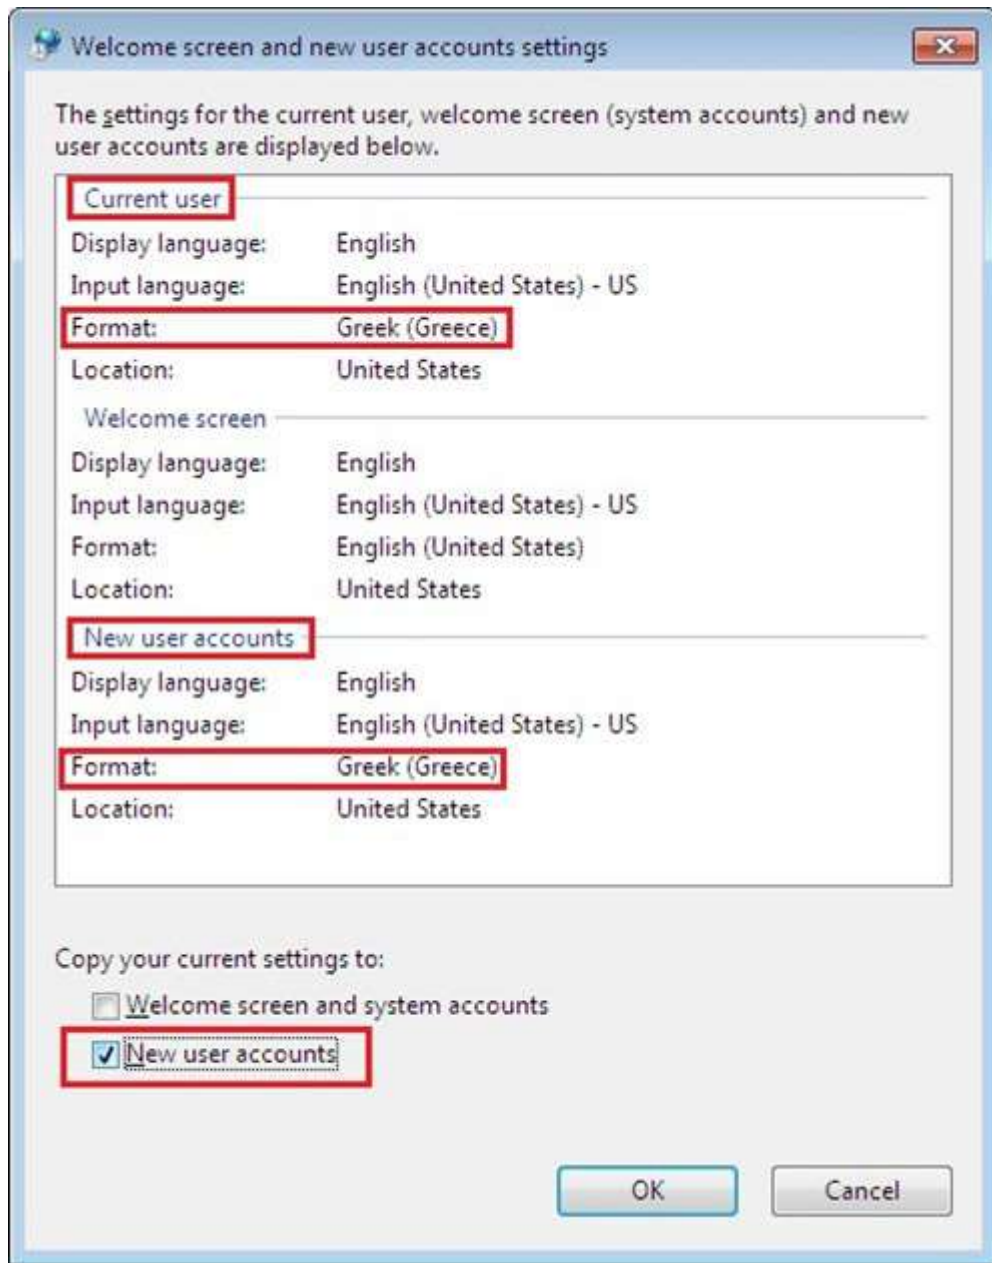 Welcome screen and new user accounts settings
The settings for the current user, welcome screen (system accounts) and new
user accounts are displayed below.
Current user
Display language: English
Input language: English (United States) - US
Format: Greek (Greece)
Location: United States
Welcome screen
Display language: English
Input language: English (United States) - US
Format: English (United States)
Location: United States
New user accounts
Display language: English
Input language: English (United States) - US
Format: Greek (Greece)
Location: United States
Copy your current settings to:
Welcome screen and system accounts
New user accounts
OK Cancel